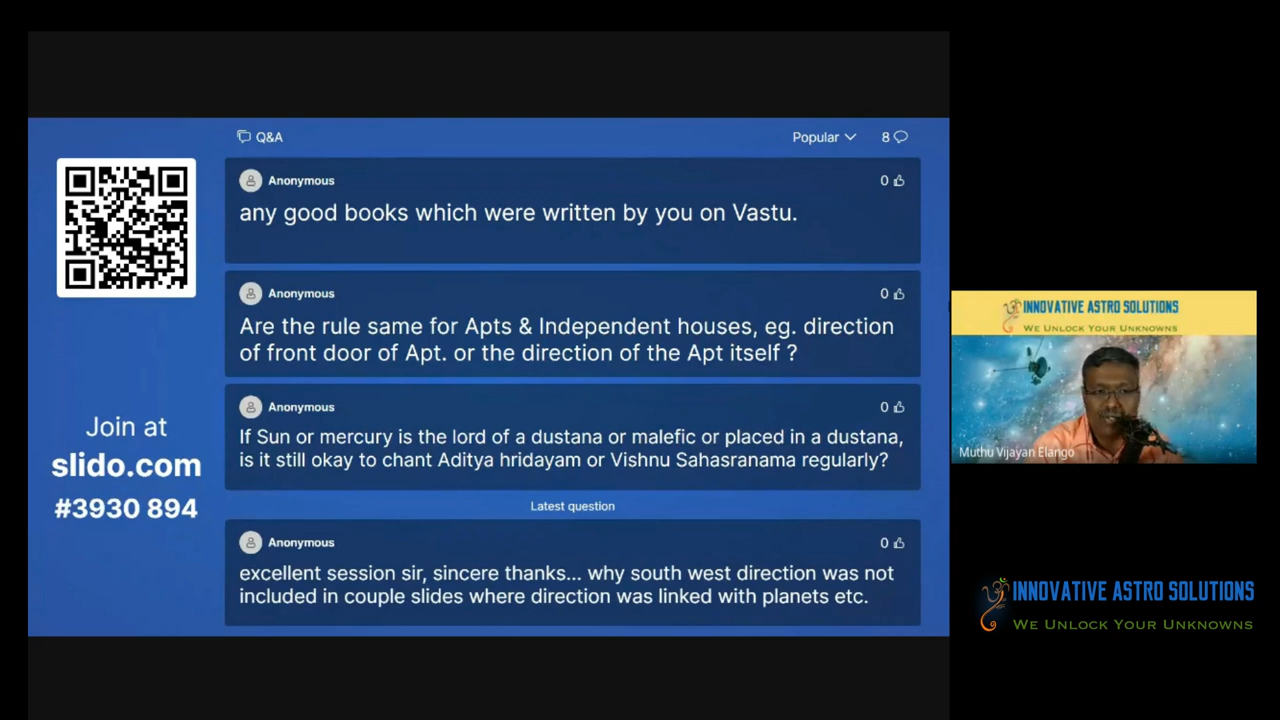 Q&A
Popular
8
Anonymous
0
any good books which were written by you on Vastu.
Anonymous
0
Are the rule same for Apts & Independent houses, eg. direction
of front door of Apt. or the direction of the Apt itself ?
Anonymous
0
If Sun or mercury is the lord of a dustana or malefic or placed in a dustana,
is it still okay to chant Aditya hridayam or Vishnu Sahasranama regularly?
Latest question
Anonymous
0
excellent session sir, sincere thanks... why south west direction was not
included in couple slides where direction was linked with planets etc.
Join at
slido.com
#3930 894
INNOVATIVE ASTRO SOLUTIONS
WE UNLOCK YOUR UNKNOWNS
Muthu Vijayan Elango
INNOVATIVE ASTRO SOLUTIONS
WE UNLOCK YOUR UNKNOWNS